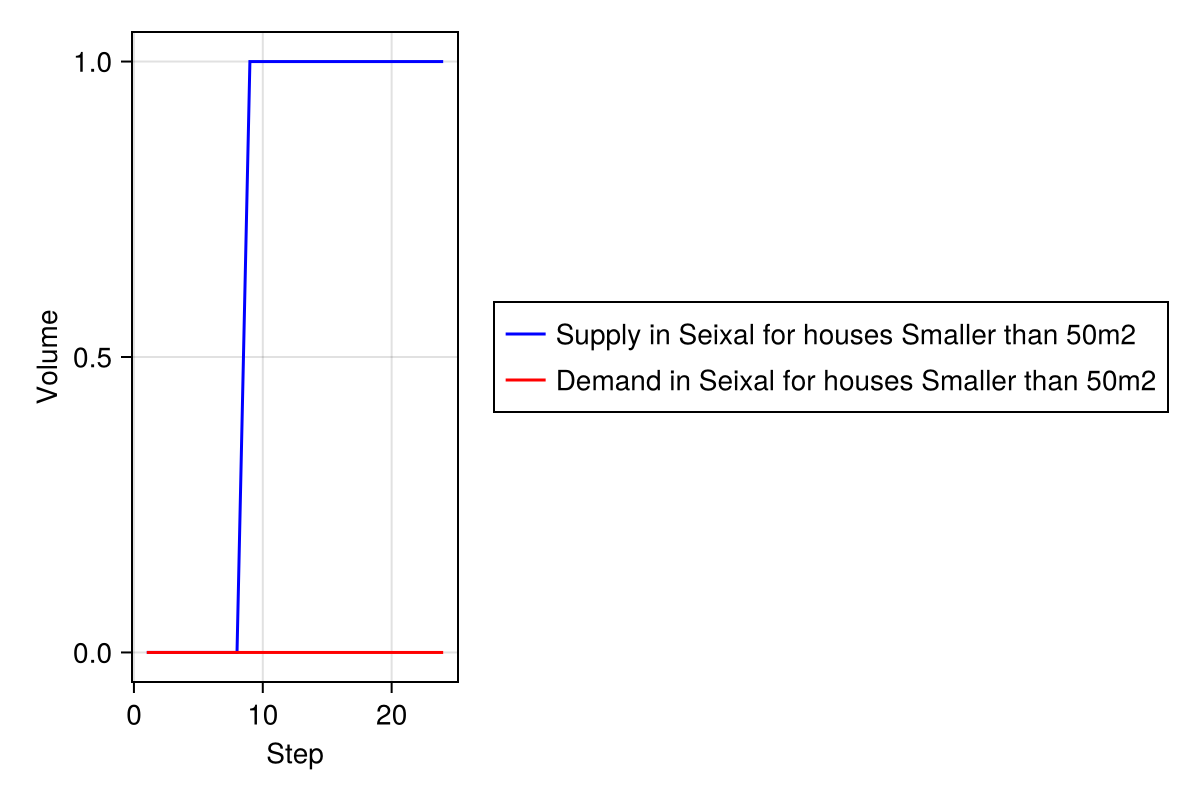 1.0
0.5
0.0
Volume
0
10
20
Step
Supply in Seixal for houses Smaller than 50m2
Demand in Seixal for houses Smaller than 50m2